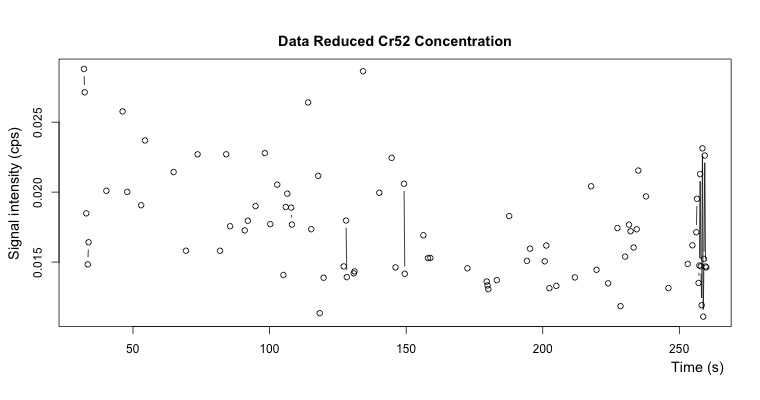 Data Reduced Cr52 Concentration
Signal intensity (cps)
0.025
0.020
0.015
50 100 150 200 250
Time (s)